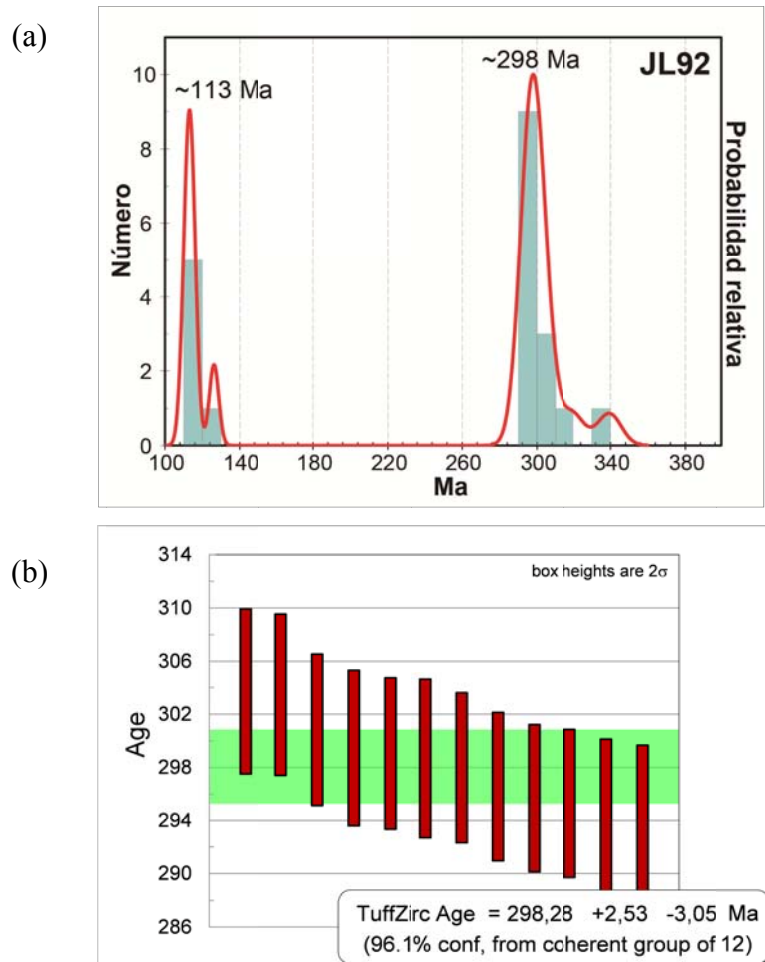 (a)
~113 Ma
~298 Ma
JL92
10
8
6
4
2
0
Número
Probabilidad relativa
100 140 180 220 260 300 340 380
Ma
(b)
314
310
306
302
298
294
290
286
Age
box heights are 2σ
TuffZirc Age = 298,28 +2,53 -3,05 Ma
(96.1% conf, from coherent group of 12)